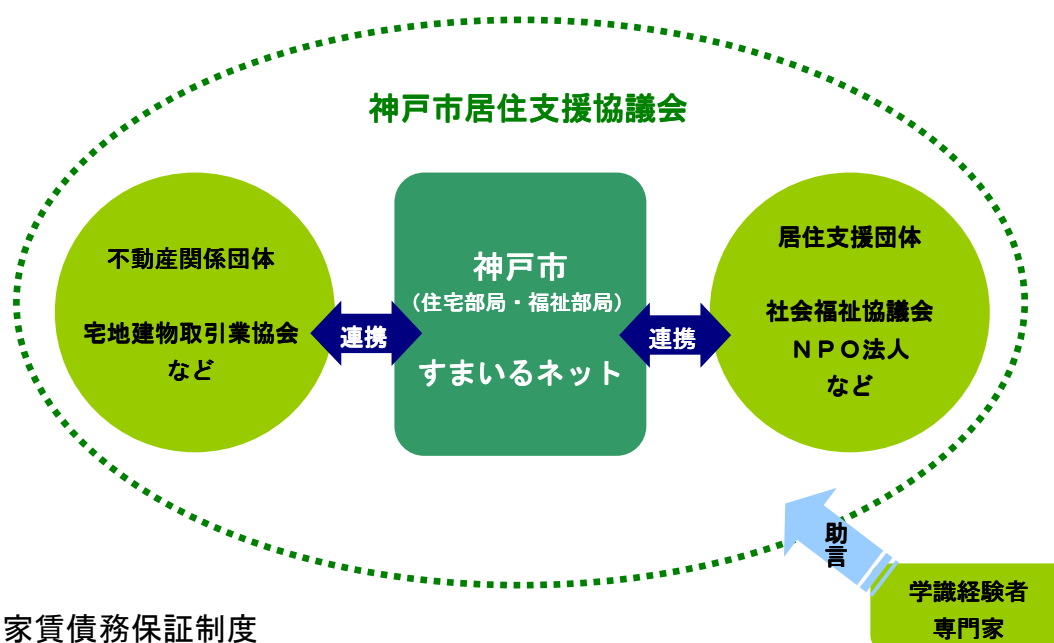 神戸市居住支援協議会
不動産関係団体
宅地建物取引業協会
など
連携
神戸市
（住宅部局・福祉部局）
すまいるネット
連携
居住支援団体
社会福祉協議会
ＮＰＯ法人
など
助言
学識経験者
専門家
家賃債務保証制度